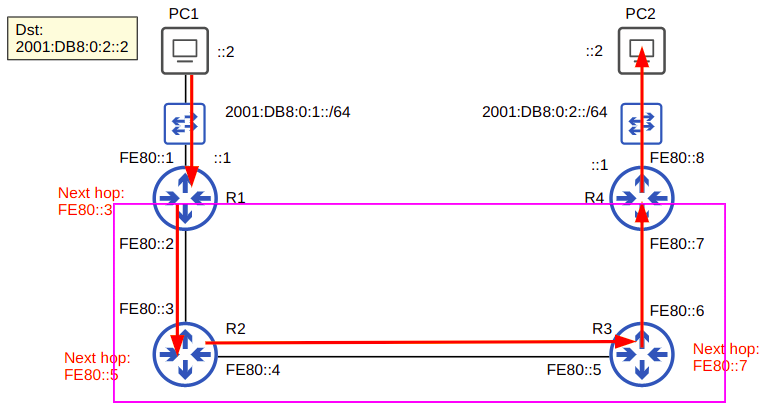 PC1
PC2
Dst:
2001:DB8:0:2::2
::2
::2
2001:DB8:0:1::/64
2001:DB8:0:2::/64
FE80::1
::1
::1
FE80::8
Next hop:
FE80::3
R1
R4
FE80::2
FE80::7
FE80::3
FE80::6
R2
R3
Next hop:
FE80::5
FE80::4
FE80::5
Next hop:
FE80::7